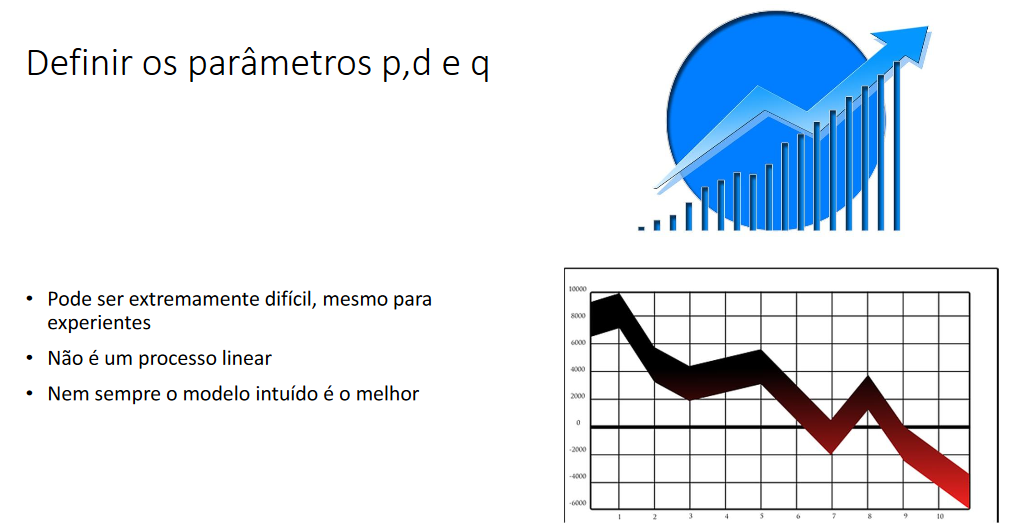 Definir os parâmetros p,d e q
• Pode ser extremamente difícil, mesmo para
experientes
• Não é um processo linear
• Nem sempre o modelo intuído é o melhor
10000
8000
6000
4000
2000
0
-2000
-4000
-6000
1 2 3 4 5 6 7 8 9 10